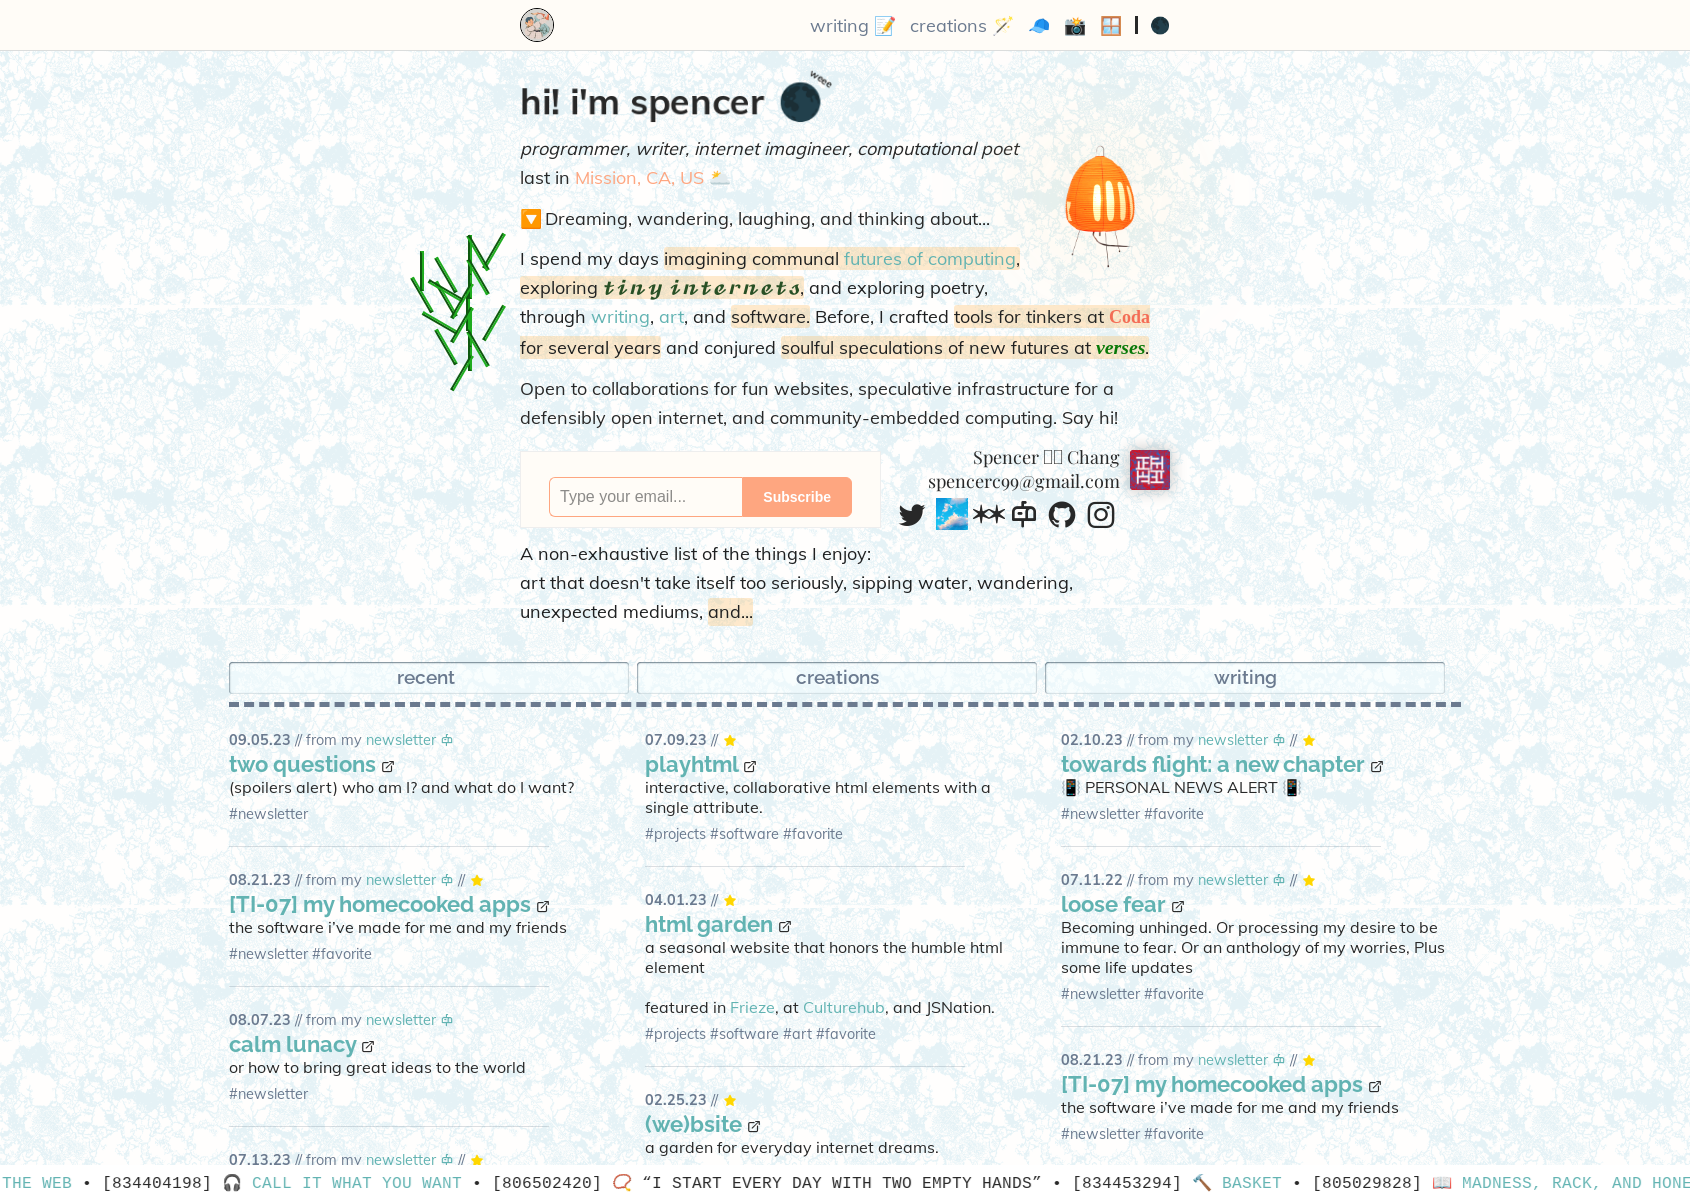 writing 📝 creations 🪄 🧢 📸 🪟 | 🌑
hi! i'm spencer 🌑 weee
programmer, writer, internet imagineer, computational poet
last in Mission, CA, US 🌥️
🔽 Dreaming, wandering, laughing, and thinking about...
I spend my days imagining communal futures of computing,
exploring tiny internets, and exploring poetry,
through writing, art, and software. Before, I crafted tools for tinkers at Coda
for several years and conjured soulful speculations of new futures at verses.
Open to collaborations for fun websites, speculative infrastructure for a
defensibly open internet, and community-embedded computing. Say hi!
Type your email...
Subscribe
Spencer Chang
spencerc99@gmail.com
A non-exhaustive list of the things I enjoy:
art that doesn't take itself too seriously, sipping water, wandering,
unexpected mediums, and...
recent
creations
writing
09.05.23 // from my newsletter
two questions
(spoilers alert) who am I? and what do I want?
#newsletter
08.21.23 // from my newsletter // ⭐
[TI-07] my homecooked apps
the software i've made for me and my friends
#newsletter #favorite
08.07.23 // from my newsletter
calm lunacy
or how to bring great ideas to the world
#newsletter
07.13.23 // from my newsletter // ⭐
07.09.23 // ⭐
playhtml
interactive, collaborative html elements with a
single attribute.
#projects #software #favorite
04.01.23 // ⭐
html garden
a seasonal website that honors the humble html
element
featured in Frieze, at Culturehub, and JSNation.
#projects #software #art #favorite
02.25.23 // ⭐
(we)bsite
a garden for everyday internet dreams.
02.10.23 // from my newsletter // ⭐
towards flight: a new chapter
📳 PERSONAL NEWS ALERT 📳
#newsletter #favorite
07.11.22 // from my newsletter // ⭐
loose fear
Becoming unhinged. Or processing my desire to be
immune to fear. Or an anthology of my worries, Plus
some life updates
#newsletter #favorite
08.21.23 // from my newsletter // ⭐
[TI-07] my homecooked apps
the software i've made for me and my friends
#newsletter #favorite
THE WEB • [834404198] 🎧 CALL IT WHAT YOU WANT • [806502420] 📿 “I START EVERY DAY WITH TWO EMPTY HANDS” • [834453294] 🔨 BASKET • [805029828] 📖 MADNESS, RACK, AND HONE